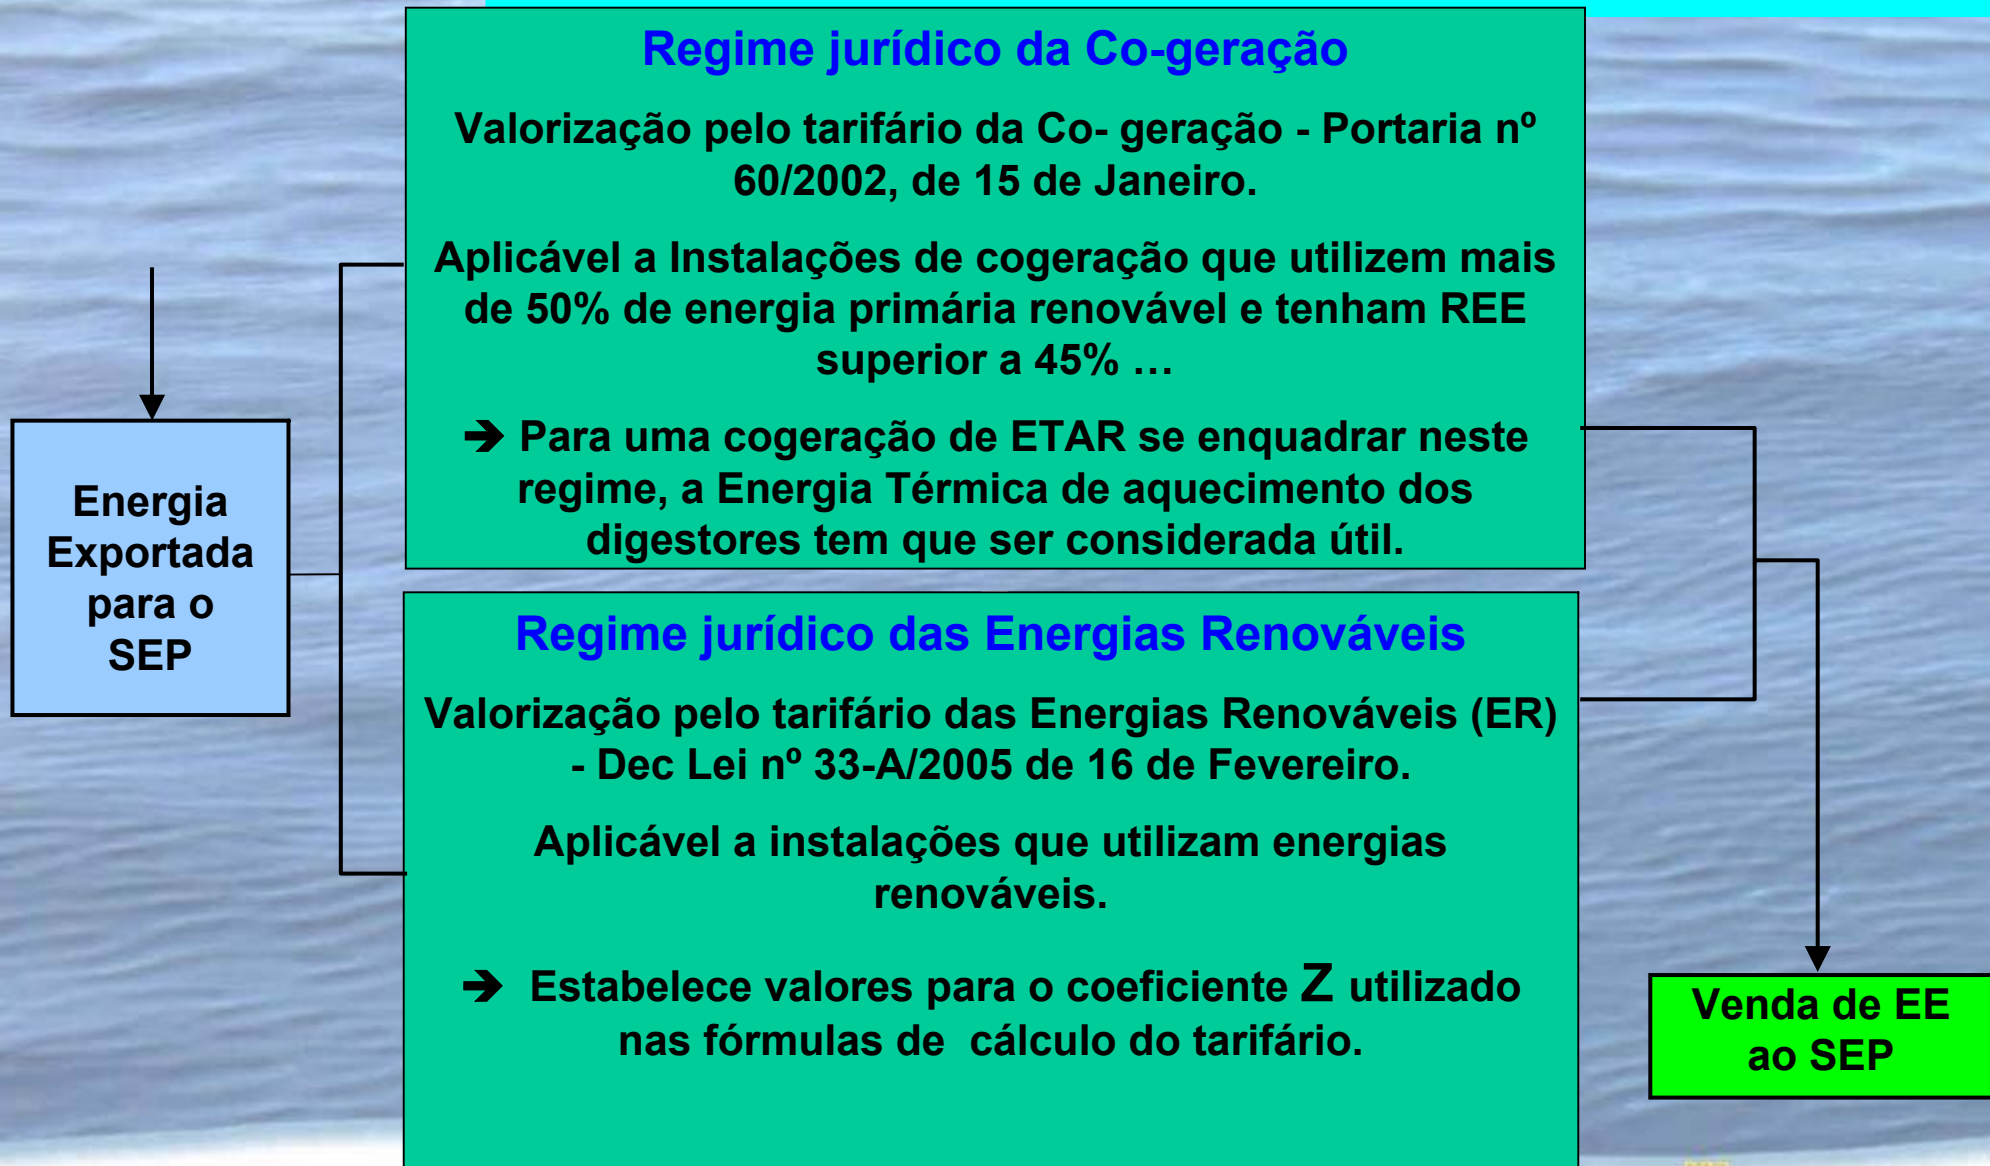 Regime jurídico da Co-geração
Valorização pelo tarifário da Co- geração - Portaria nº
60/2002, de 15 de Janeiro.
Aplicável a Instalações de cogeração que utilizem mais
de 50% de energia primária renovável e tenham REE
superior a 45% …
➔ Para uma cogeração de ETAR se enquadrar neste
regime, a Energia Térmica de aquecimento dos
digestores tem que ser considerada útil.
Energia
Exportada
para o
SEP
Regime jurídico das Energias Renováveis
Valorização pelo tarifário das Energias Renováveis (ER)
- Dec Lei nº 33-A/2005 de 16 de Fevereiro.
Aplicável a instalações que utilizam energias
renováveis.
➔ Estabelece valores para o coeficiente Z utilizado
nas fórmulas de cálculo do tarifário.
Venda de EE
ao SEP